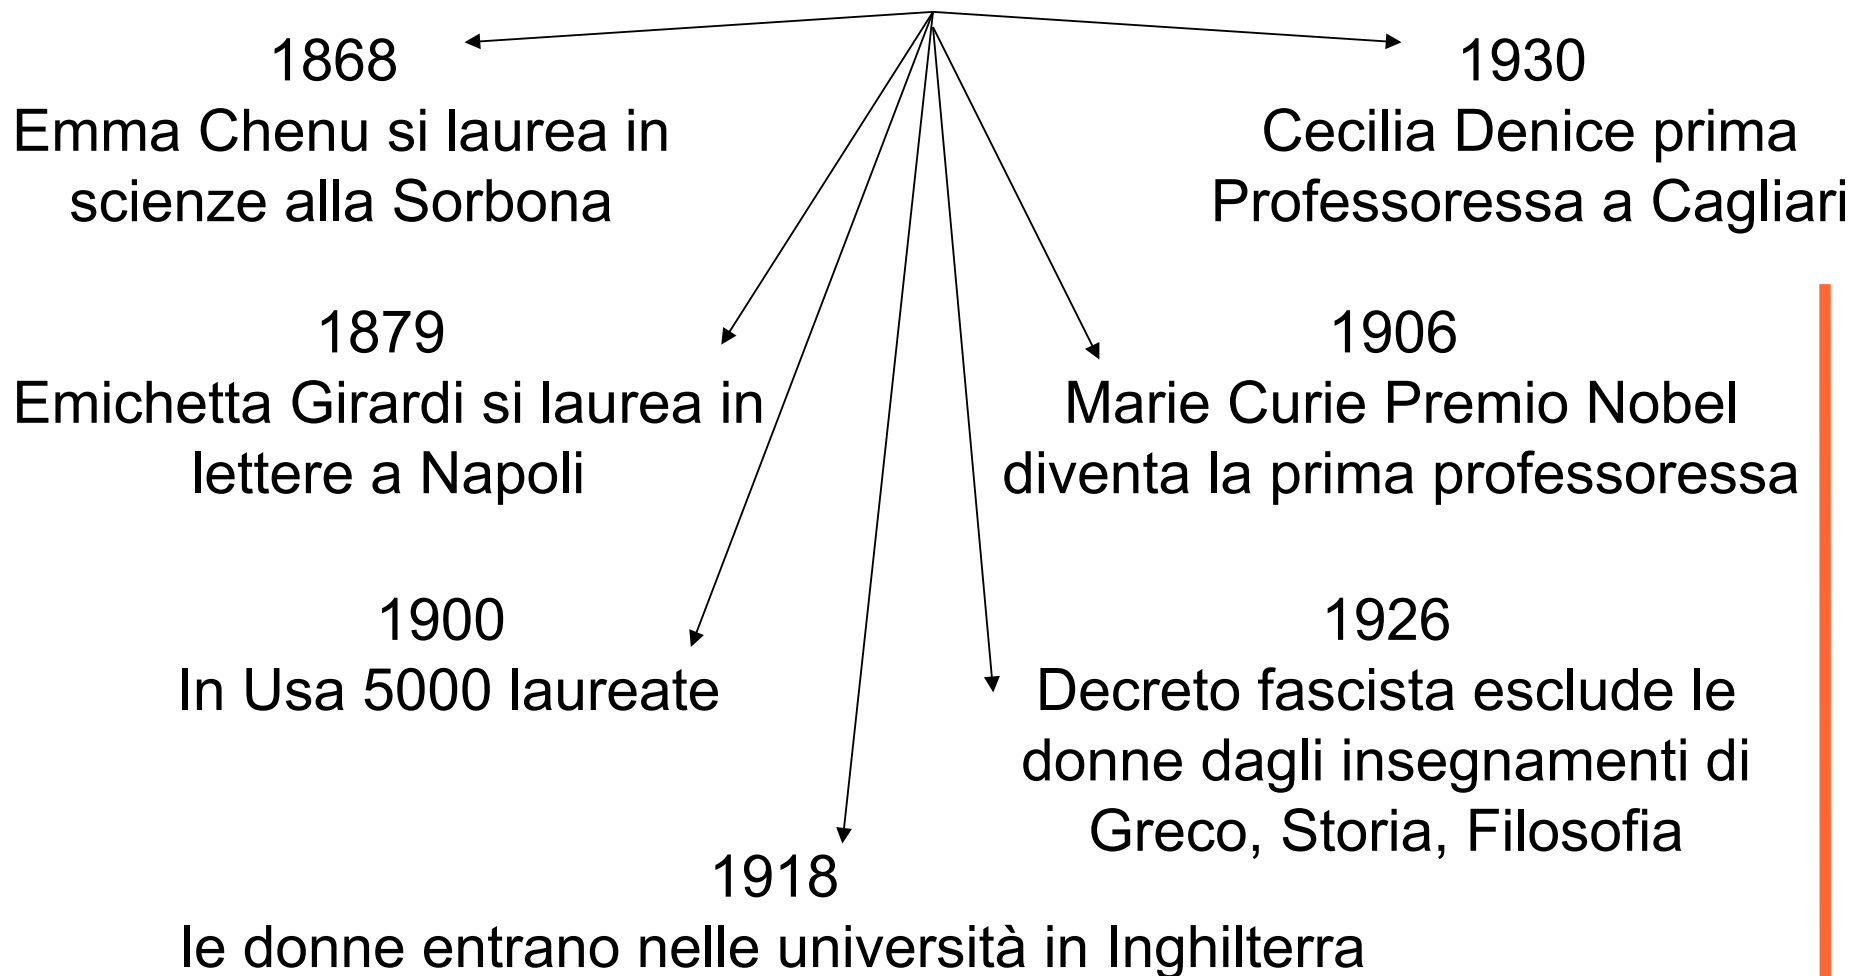 1868
Emma Chenu si laurea in
scienze alla Sorbona
1930
Cecilia Denice prima
Professoressa a Cagliari
1879
Emichetta Girardi si laurea in
lettere a Napoli
1906
Marie Curie Premio Nobel
diventa la prima professoressa
1900
In Usa 5000 laureate
1926
Decreto fascista esclude le
donne dagli insegnamenti di
Greco, Storia, Filosofia
1918
le donne entrano nelle università in Inghilterra